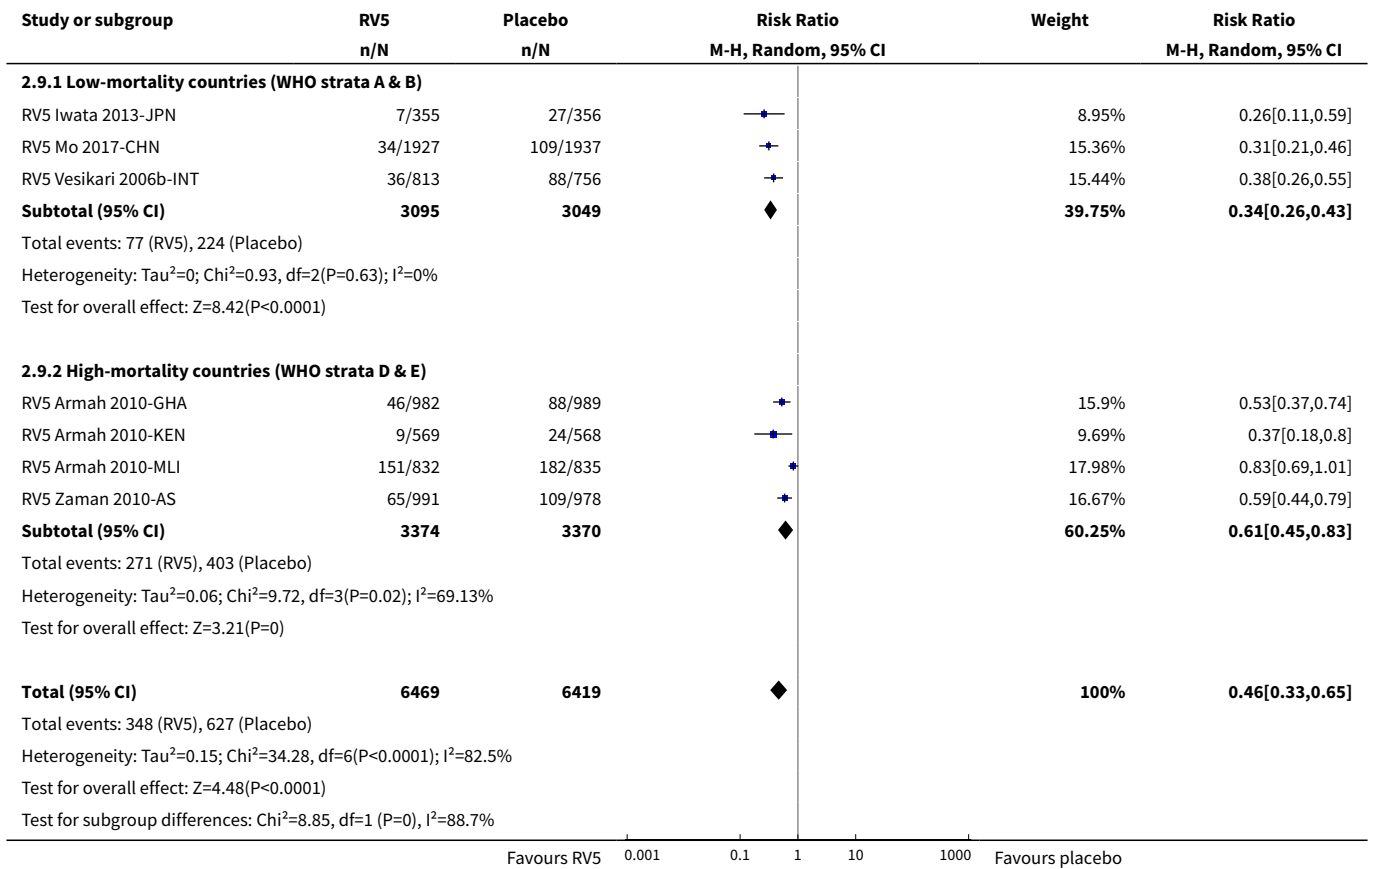 Study or subgroup RV5 Placebo Risk Ratio Weight Risk Ratio
n/N n/N M-H, Random, 95% CI M-H, Random, 95% CI
2.9.1 Low-mortality countries (WHO strata A & B)
RV5 Iwata 2013-JPN 7/355 27/356 8.95% 0.26[0.11,0.59]
RV5 Mo 2017-CHN 34/1927 109/1937 15.36% 0.31[0.21,0.46]
RV5 Vesikari 2006b-INT 36/813 88/756 15.44% 0.38[0.26,0.55]
Subtotal (95% CI) 3095 3049 39.75% 0.34[0.26,0.43]
Total events: 77 (RV5), 224 (Placebo)
Heterogeneity: Tau²=0; Chi²=0.93, df=2(P=0.63); I²=0%
Test for overall effect: Z=8.42(P<0.0001)
2.9.2 High-mortality countries (WHO strata D & E)
RV5 Armah 2010-GHA 46/982 88/989 15.9% 0.53[0.37,0.74]
RV5 Armah 2010-KEN 9/569 24/568 9.69% 0.37[0.18,0.8]
RV5 Armah 2010-MLI 151/832 182/835 17.98% 0.83[0.69,1.01]
RV5 Zaman 2010-AS 65/991 109/978 16.67% 0.59[0.44,0.79]
Subtotal (95% CI) 3374 3370 60.25% 0.61[0.45,0.83]
Total events: 271 (RV5), 403 (Placebo)
Heterogeneity: Tau²=0.06; Chi²=9.72, df=3(P=0.02); I²=69.13%
Test for overall effect: Z=3.21(P=0)
Total (95% CI) 6469 6419 100% 0.46[0.33,0.65]
Total events: 348 (RV5), 627 (Placebo)
Heterogeneity: Tau²=0.15; Chi²=34.28, df=6(P<0.0001); I²=82.5%
Test for overall effect: Z=4.48(P<0.0001)
Test for subgroup differences: Chi²=8.85, df=1 (P=0), I²=88.7%
Favours RV5 0.001 0.1 1 10 1000 Favours placebo